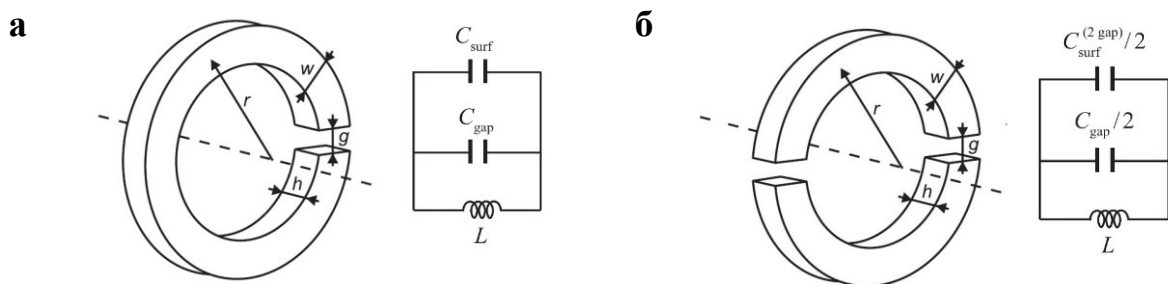 а
w
r
g
h
C_surf
C_gap
L
б
w
r
g
h
C_surf^(2 gap)/2
C_gap/2
L